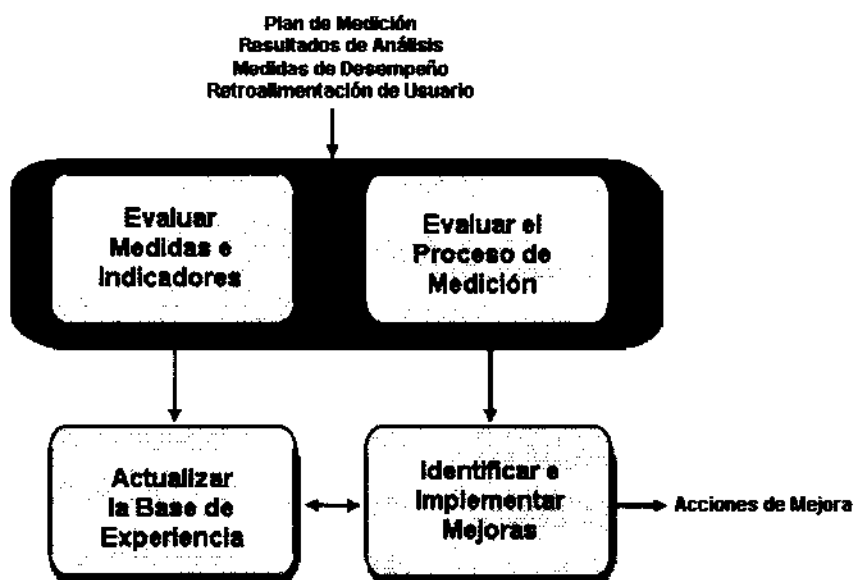 Plan de Medición
Resultados de Análisis
Medidas de Desempeño
Retroalimentación de Usuario
Evaluar
Medidas e
Indicadores
Evaluar el
Proceso de
Medición
Actualizar
la Base de
Experiencia
Identificar e
Implementar
Mejoras
Acciones de Mejora